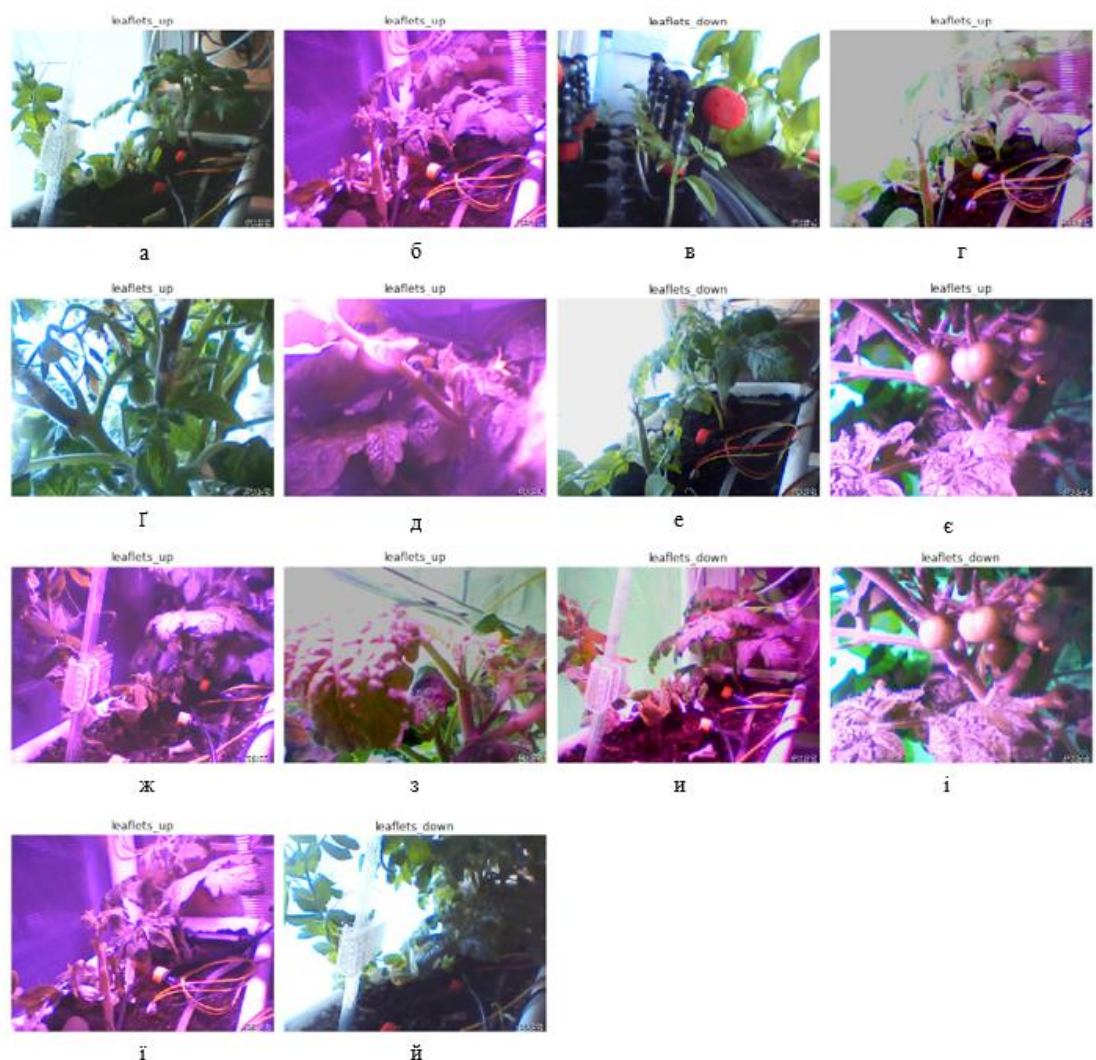 leaflets_up
leaflets_up
leaflets_down
leaflets_up
а
б
в
г
leaflets_up
leaflets_up
leaflets_down
leaflets_up
ґ
д
е
є
leaflets_up
leaflets_up
leaflets_down
leaflets_down
ж
з
и
і
leaflets_up
leaflets_down
ї
й